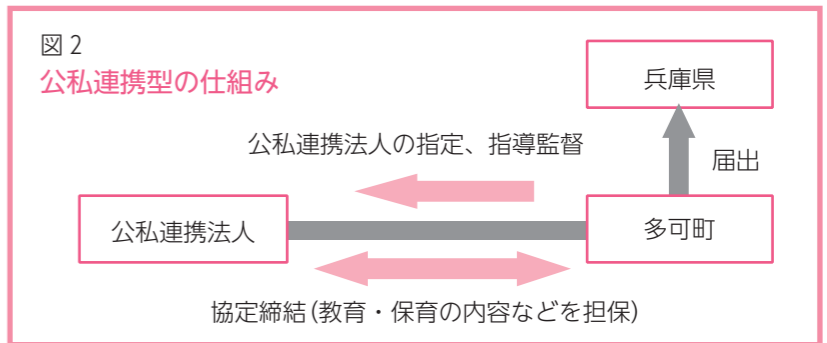 図2
公私連携型の仕組み
兵庫県
公私連携法人の指定、指導監督
届出
公私連携法人
多可町
協定締結(教育・保育の内容などを担保)